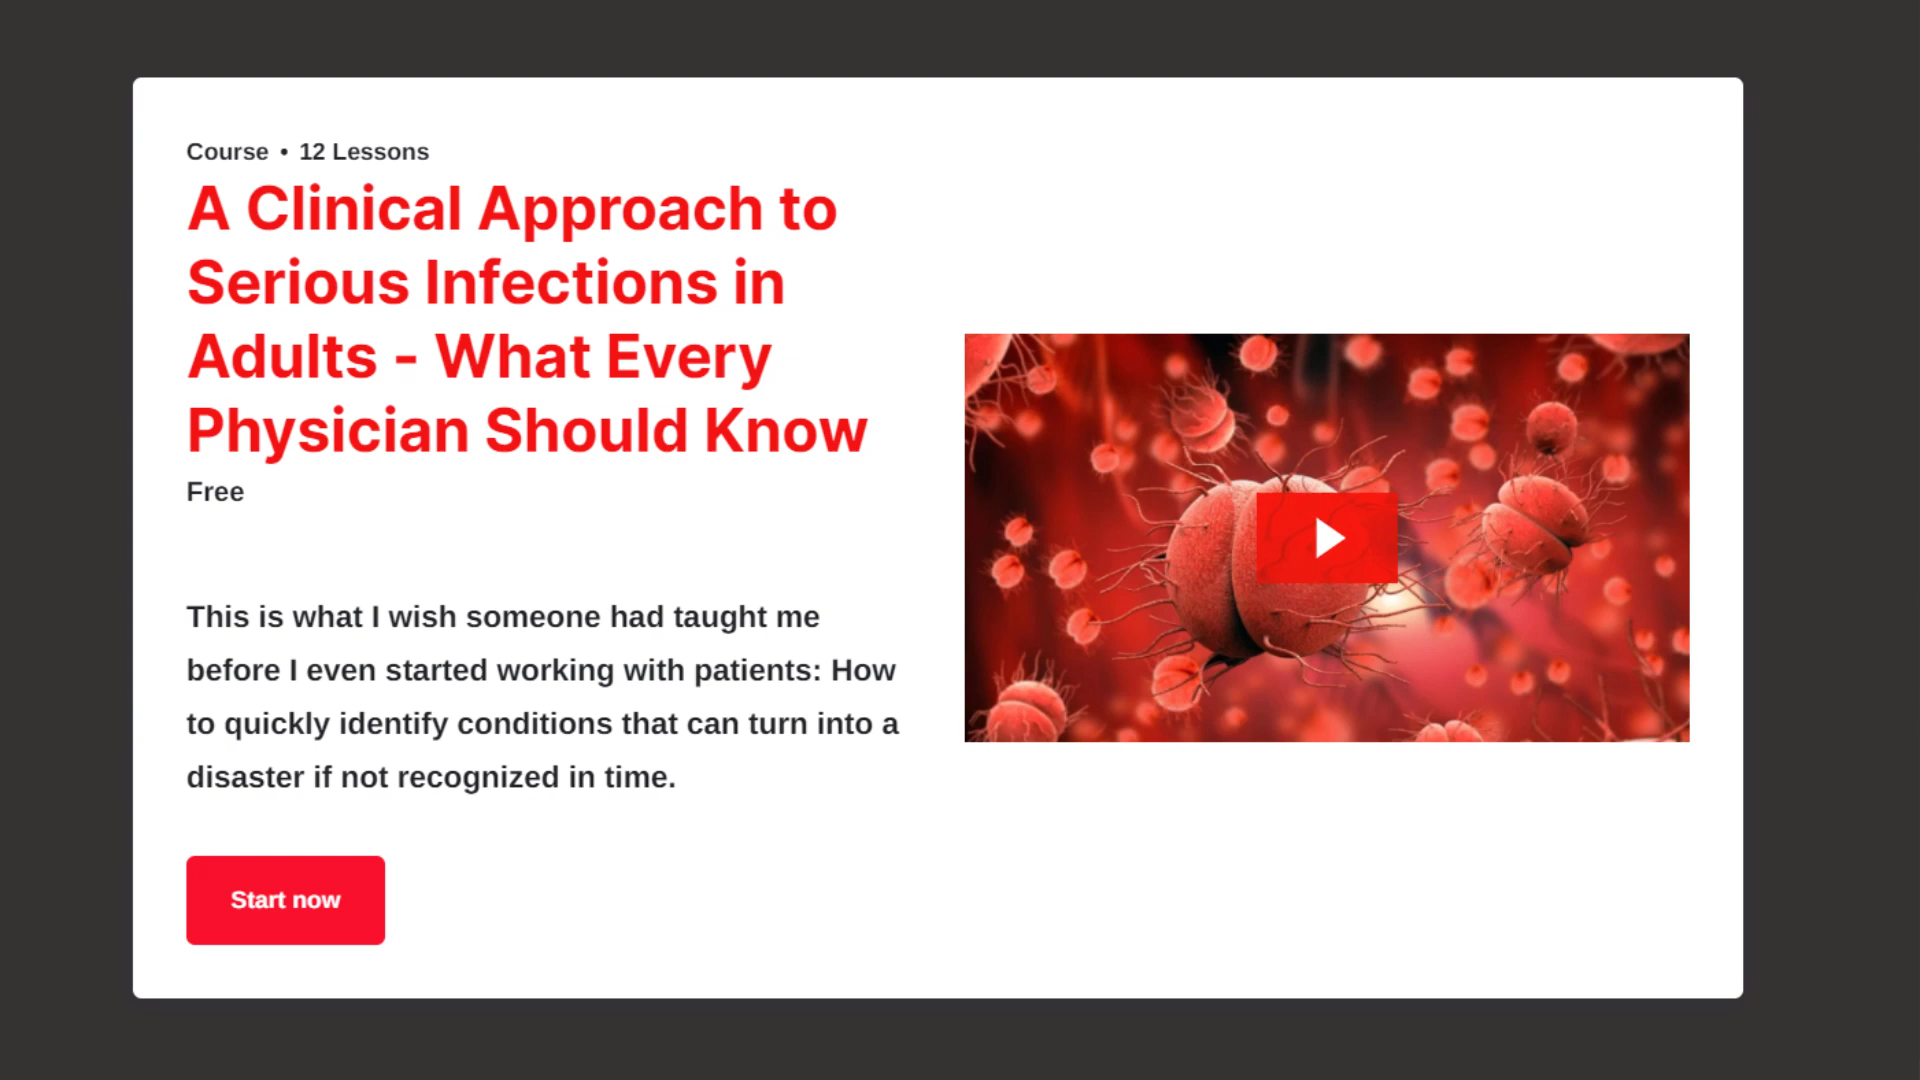 Course • 12 Lessons
A Clinical Approach to
Serious Infections in
Adults - What Every
Physician Should Know
Free
This is what I wish someone had taught me
before I even started working with patients: How
to quickly identify conditions that can turn into a
disaster if not recognized in time.
Start now